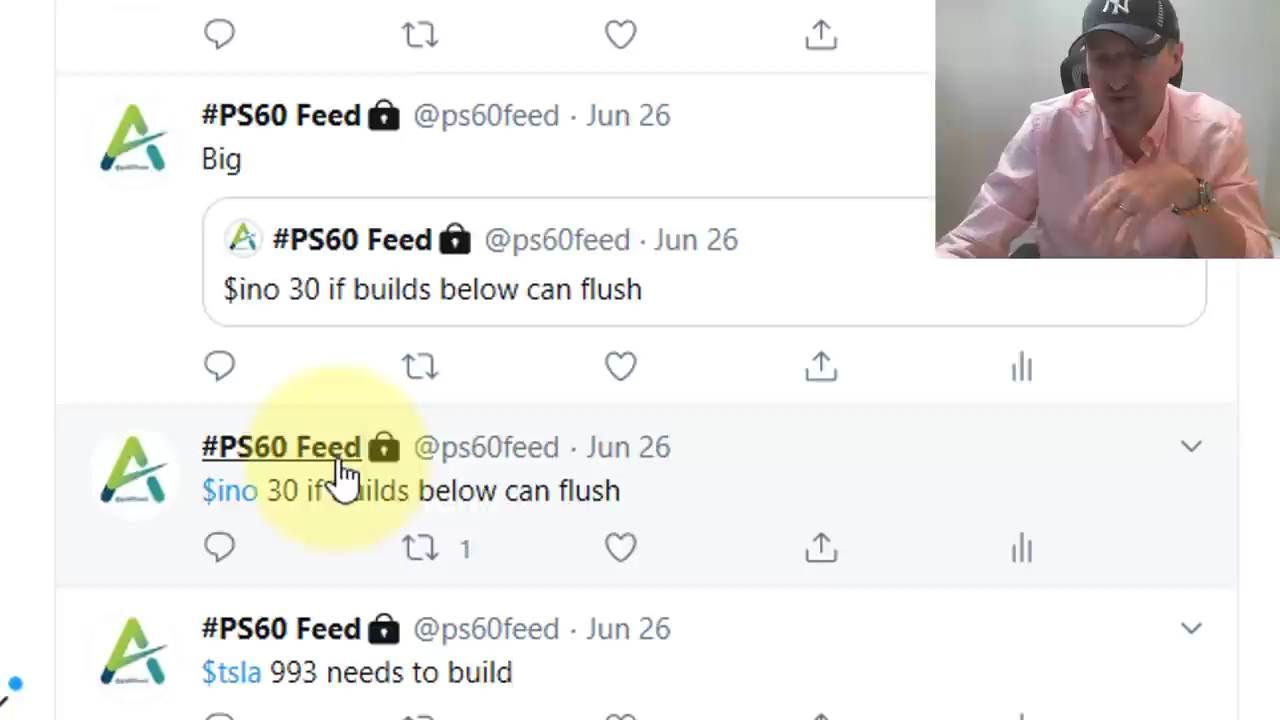 #PS60 Feed @ps60feed · Jun 26
Big
#PS60 Feed @ps60feed · Jun 26
$ino 30 if builds below can flush
#PS60 Feed @ps60feed · Jun 26
$ino 30 if builds below can flush
1
#PS60 Feed @ps60feed · Jun 26
$tsla 993 needs to build